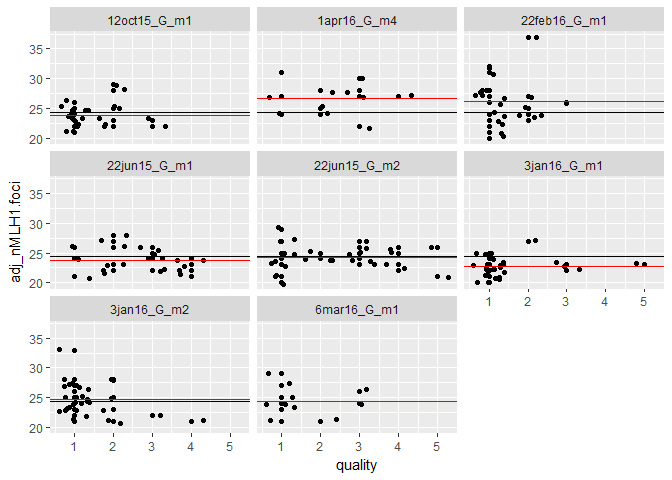 12oct15_G_m1
1apr16_G_m4
22feb16_G_m1
35
30
25
20
22jun15_G_m1
22jun15_G_m2
3jan16_G_m1
adj_nMLH1.foci
35
30
25
20
3jan16_G_m2
6mar16_G_m1
1 2 3 4 5
35
30
25
20
1 2 3 4 5
1 2 3 4 5
quality